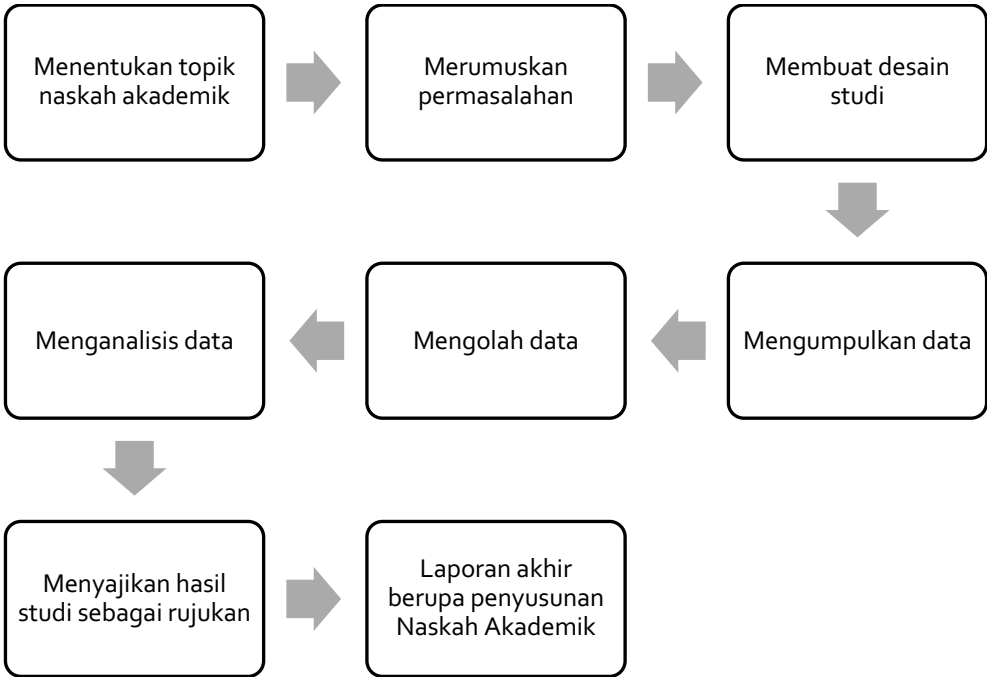 Menentukan topik
naskah akademik
Merumuskan
permasalahan
Membuat desain
studi
Mengumpulkan data
Mengolah data
Menganalisis data
Menyajikan hasil
studi sebagai rujukan
Laporan akhir
berupa penyusunan
Naskah Akademik